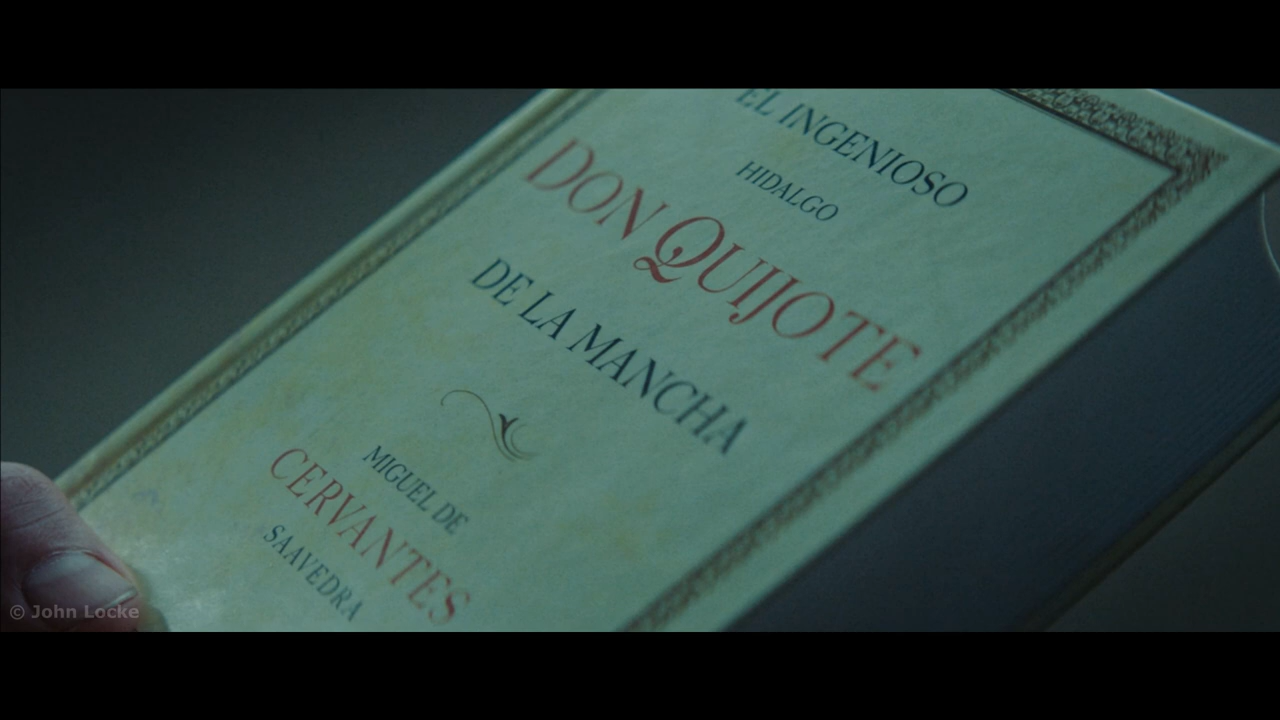 EL INGENIOSO
HIDALGO
DON QUIJOTE
DE LA MANCHA
MIGUEL DE
CERVANTES
SAAVEDRA
© John Locke